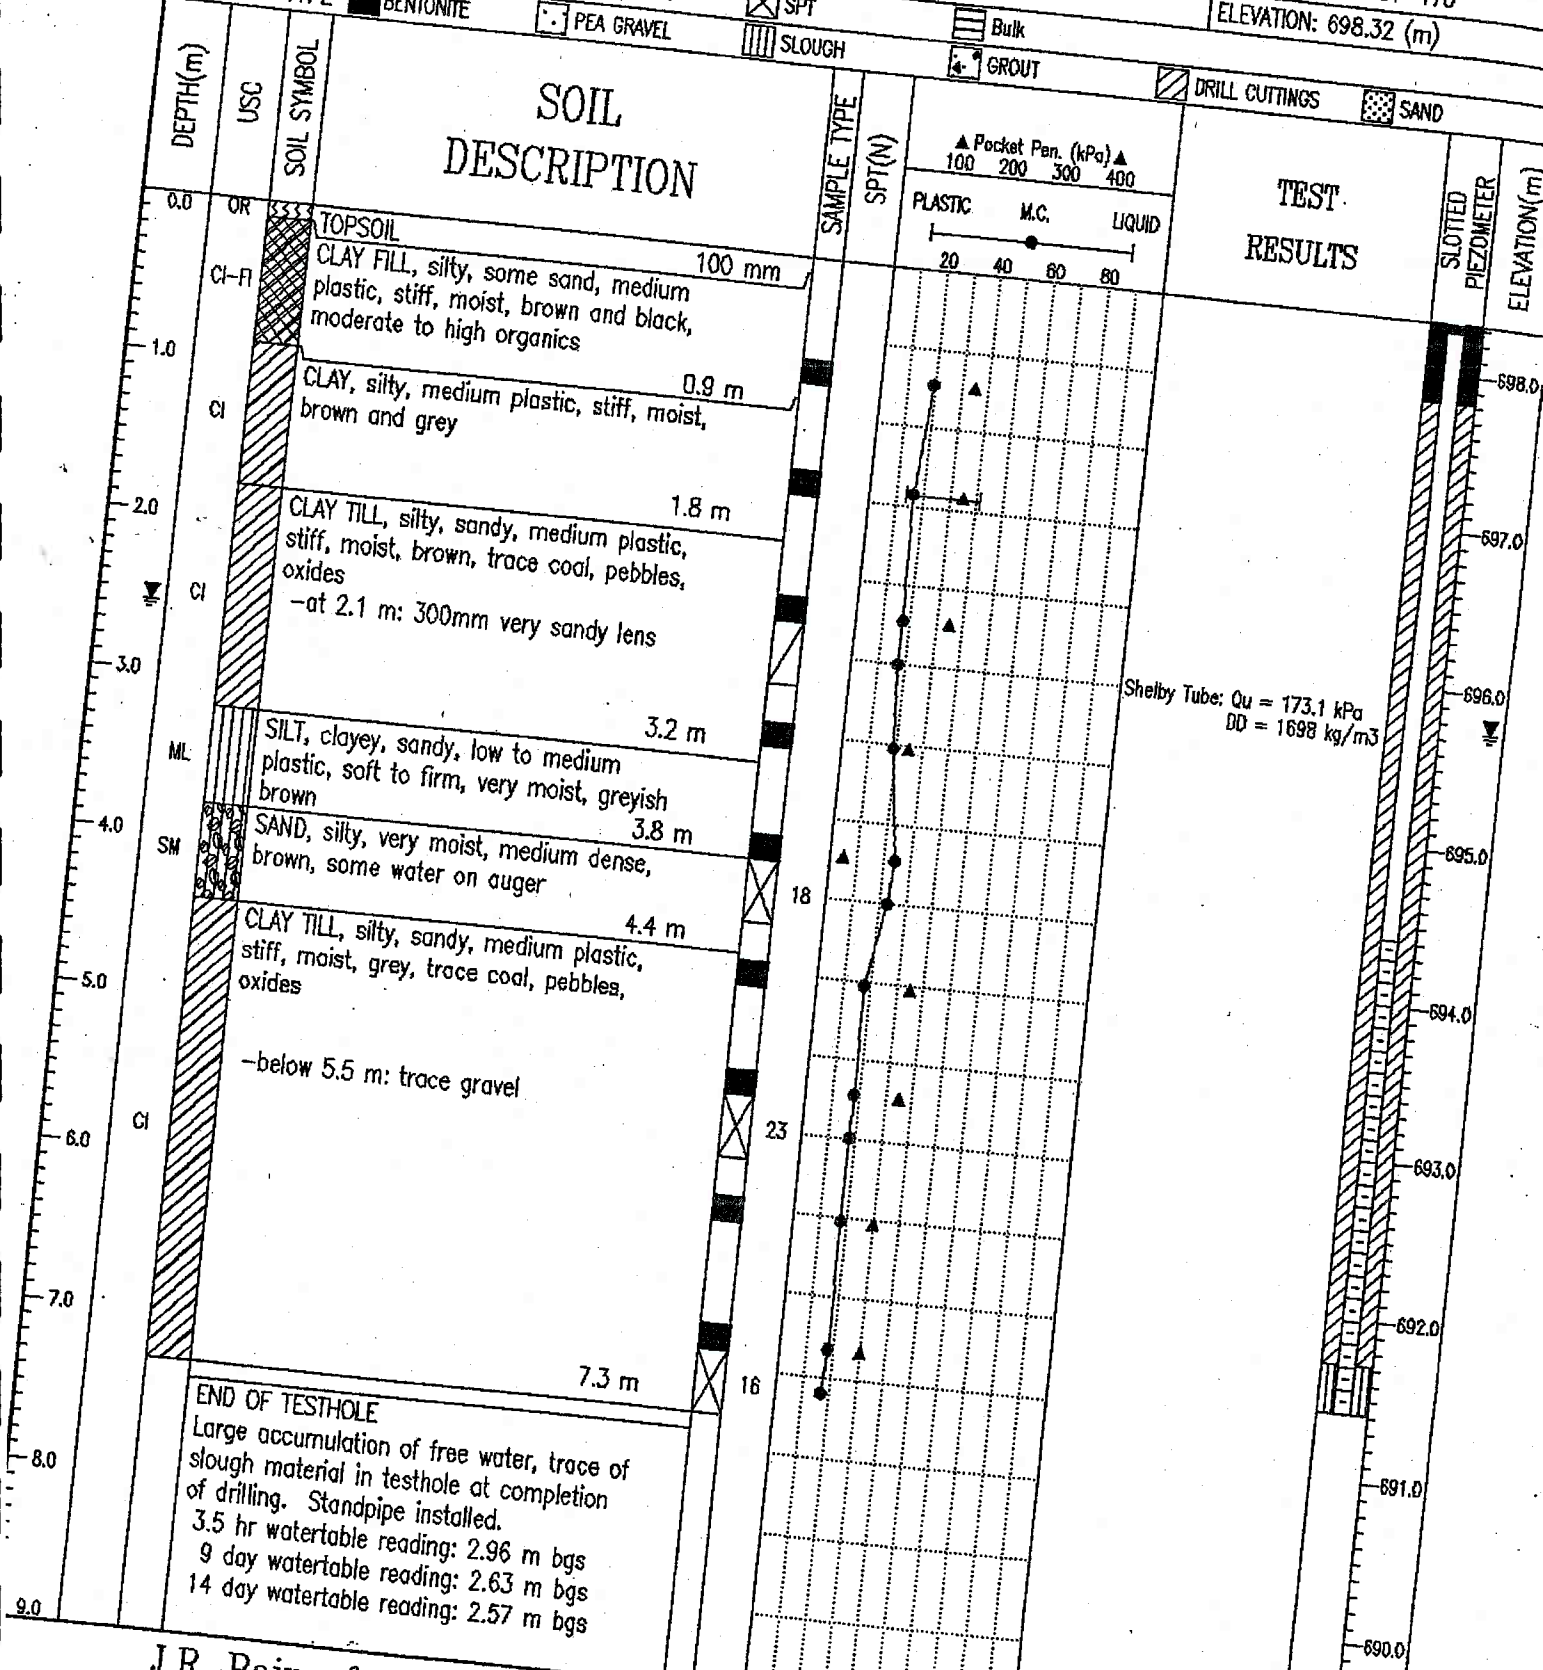 BENTONITE
PEA GRAVEL
SPT
SLOUGH
Bulk
GROUT
ELEVATION: 698.32 (m)
DRILL CUTTINGS
SAND
DEPTH(m)
USC
SOIL SYMBOL
SOIL
DESCRIPTION
SAMPLE TYPE
SPT(N)
▲ Pocket Pen. (kPa) ▲
100 200 300 400
PLASTIC M.C. LIQUID
20 40 60 80
TEST
RESULTS
SLOTTED
PIEZOMETER
ELEVATION(m)
0.0
OR
TOPSOIL
100 mm
CI-FI
CLAY FILL, silty, some sand, medium
plastic, stiff, moist, brown and black,
moderate to high organics
0.9 m
1.0
CI
CLAY, silty, medium plastic, stiff, moist,
brown and grey
1.8 m
2.0
CI
CLAY TILL, silty, sandy, medium plastic,
stiff, moist, brown, trace coal, pebbles,
oxides
-at 2.1 m: 300mm very sandy lens
3.0
3.2 m
ML
SILT, clayey, sandy, low to medium
plastic, soft to firm, very moist, greyish
brown
3.8 m
4.0
SM
SAND, silty, very moist, medium dense,
brown, some water on auger
4.4 m
18
CLAY TILL, silty, sandy, medium plastic,
stiff, moist, grey, trace coal, pebbles,
oxides
5.0
-below 5.5 m: trace gravel
CI
6.0
23
7.0
7.3 m
16
END OF TESTHOLE
Large accumulation of free water, trace of
slough material in testhole at completion
of drilling. Standpipe installed.
3.5 hr watertable reading: 2.96 m bgs
9 day watertable reading: 2.63 m bgs
14 day watertable reading: 2.57 m bgs
8.0
9.0
Shelby Tube: Qu = 173.1 kPa
DD = 1698 kg/m3
698.0
697.0
696.0
695.0
694.0
693.0
692.0
691.0
690.0
J.R.